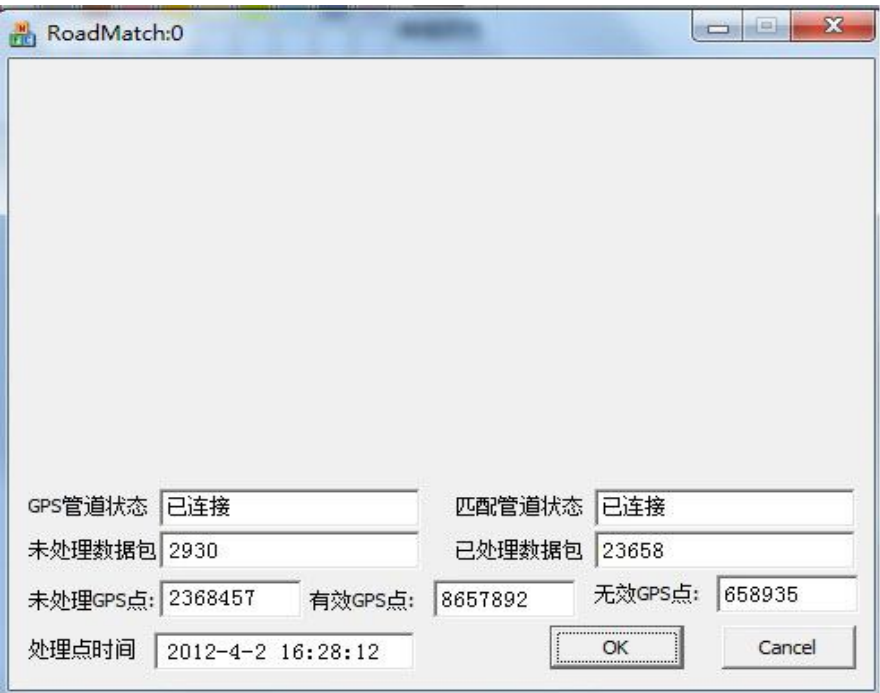 RoadMatch:0
GPS管道状态 已连接 匹配管道状态 已连接
未处理数据包 2930 已处理数据包 23658
未处理GPS点: 2368457 有效GPS点: 8657892 无效GPS点: 658935
处理点时间 2012-4-2 16:28:12 OK Cancel